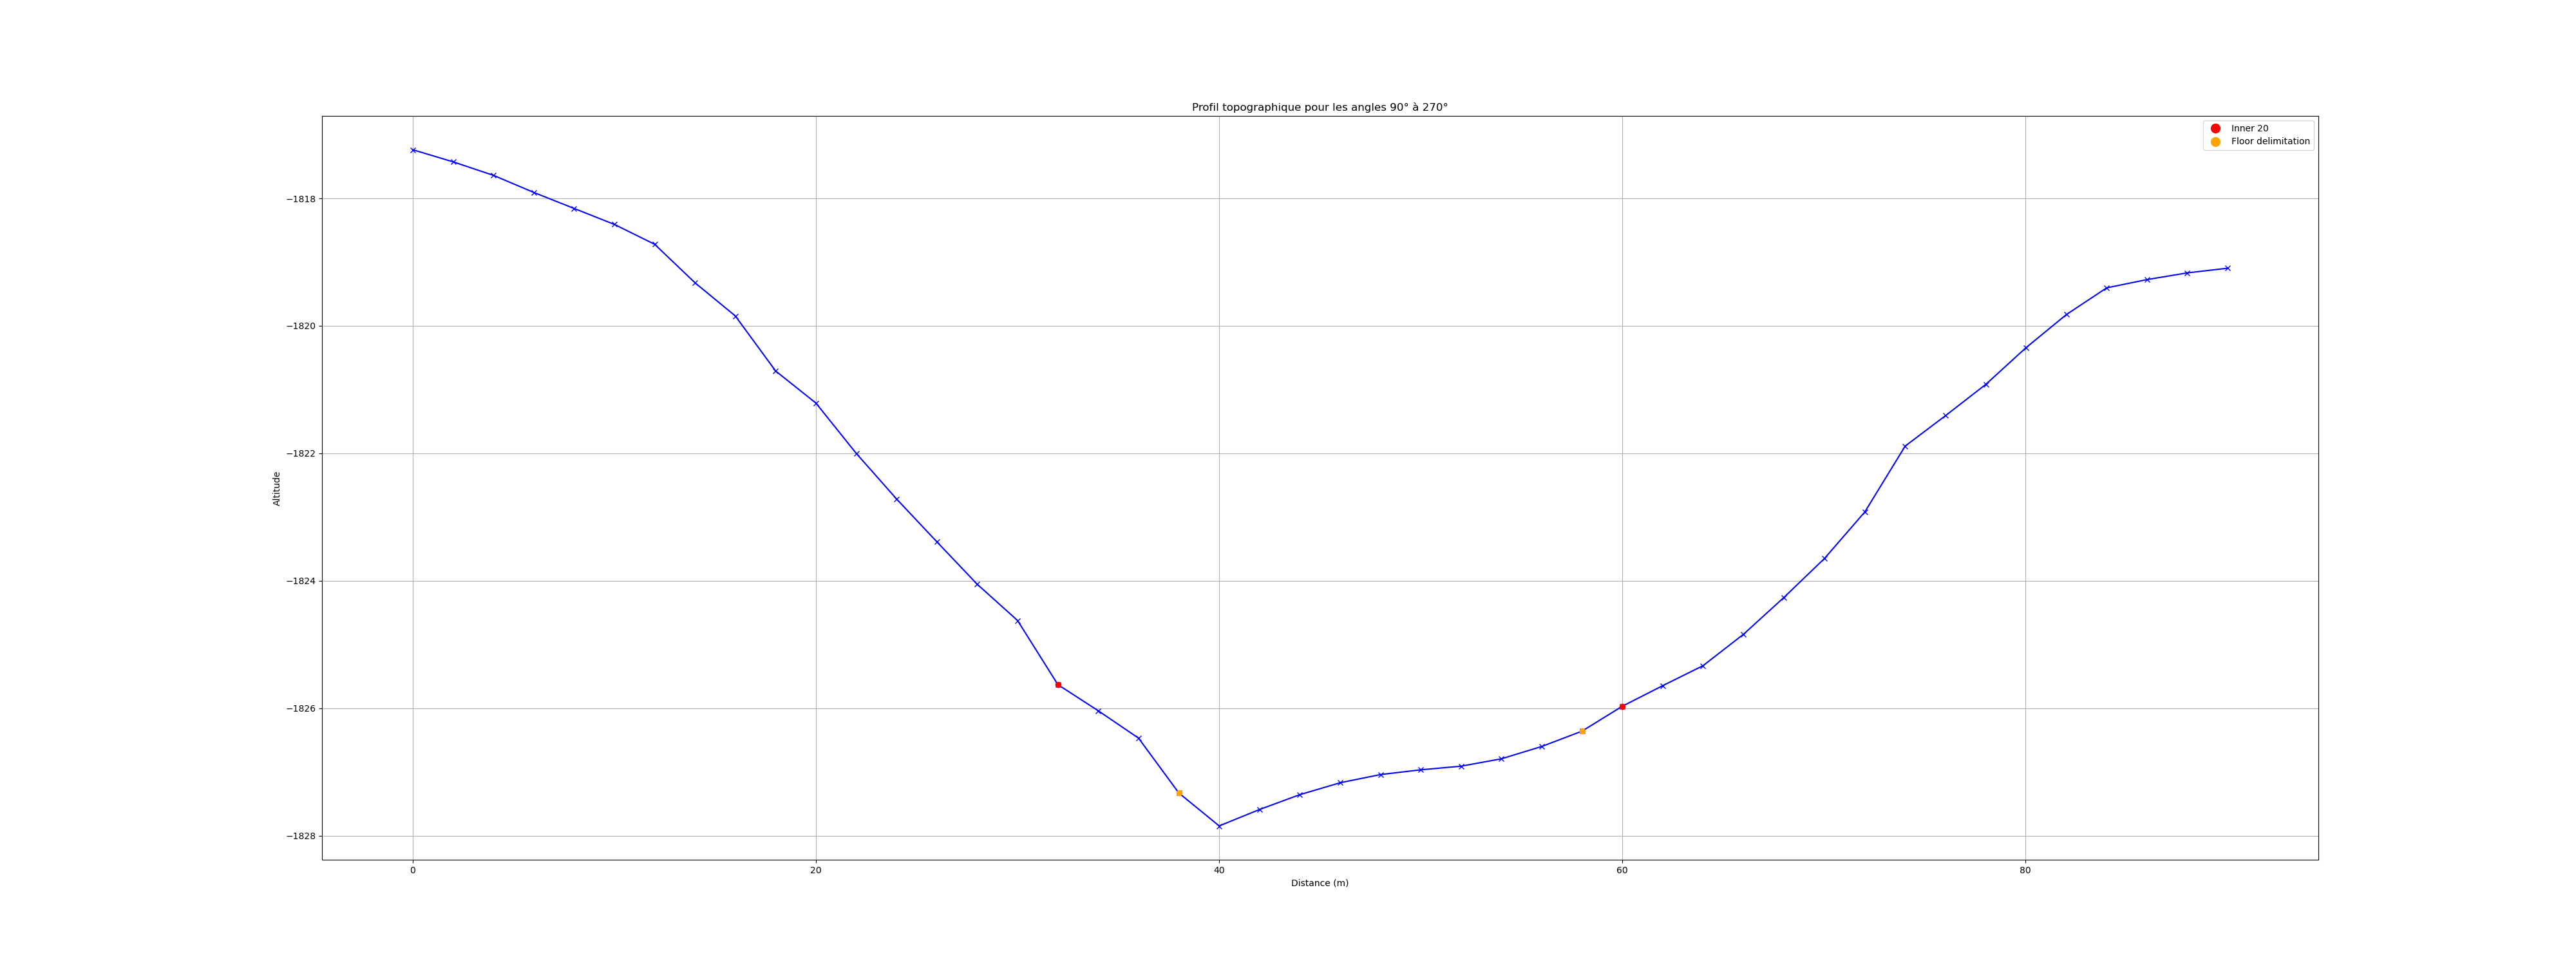 Profil topographique pour les angles 90° à 270°
Inner 20
Floor delimitation
−1818
−1820
−1822
−1824
−1826
−1828
Altitude
0
20
40
60
80
Distance (m)